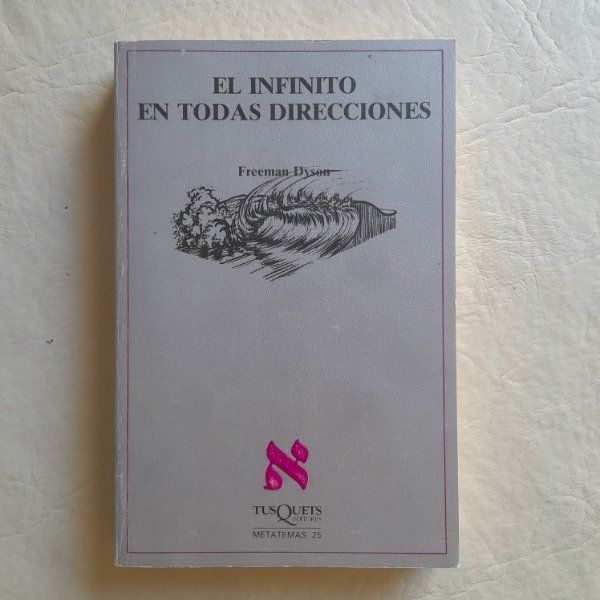 EL INFINITO
EN TODAS DIRECCIONES
Freeman Dyson
א
TUSQUETS
EDITORES
METATEMAS 25